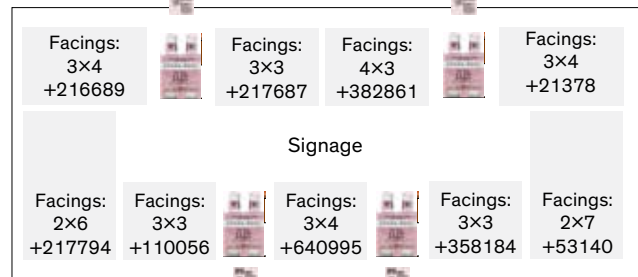 Facings:
3×4
+216689
Facings:
3×3
+217687
Facings:
4×3
+382861
Facings:
3×4
+21378
Signage
Facings:
2×6
+217794
Facings:
3×3
+110056
Facings:
3×4
+640995
Facings:
3×3
+358184
Facings:
2×7
+53140